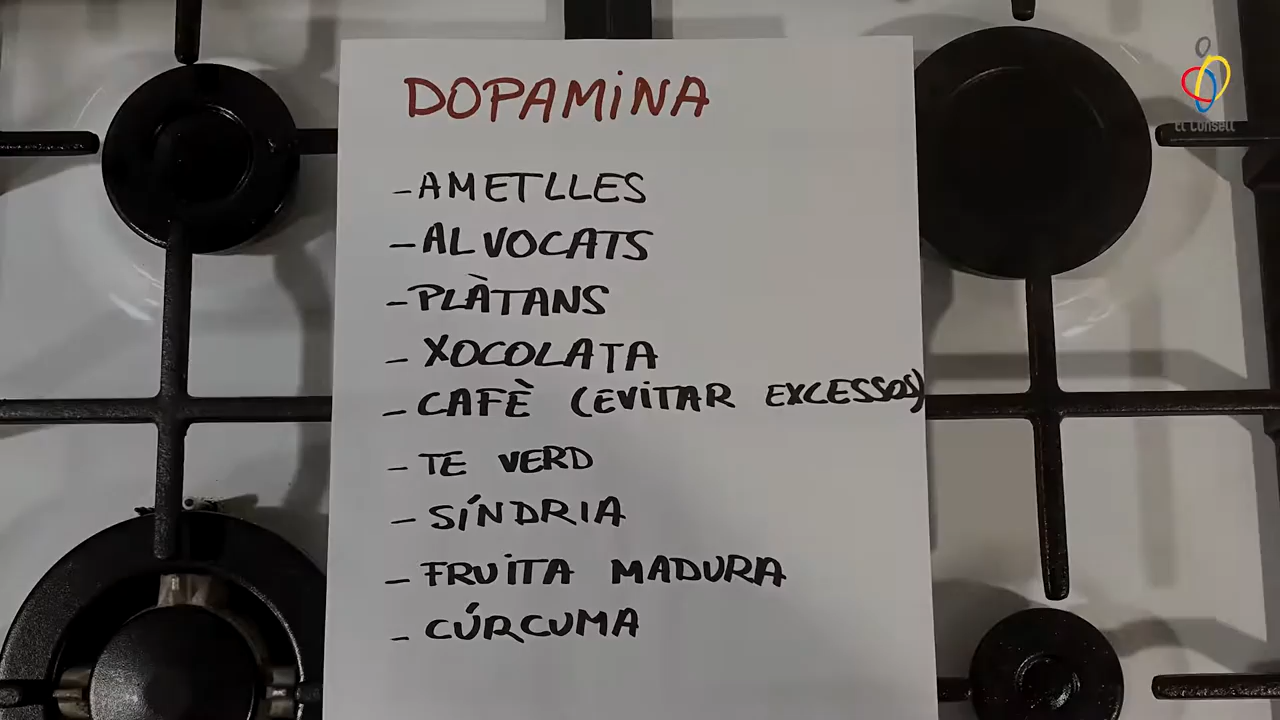 DOPAMINA
-AMETLLES
-ALVOCATS
-PLÀTANS
-XOCOLATA
-CAFÈ (EVITAR EXCESSOS)
-TE VERD
-SÍNDRIA
-FRUITA MADURA
-CÚRCUMA
El Consell